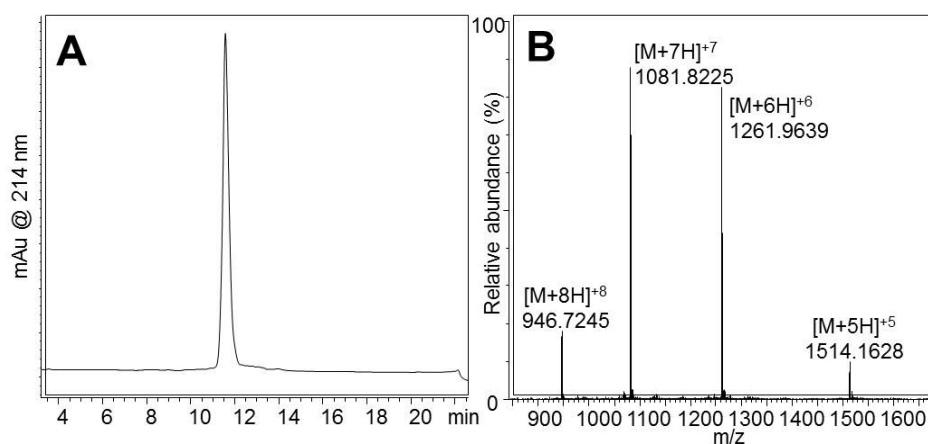 A
mAu @ 214 nm
4 6 8 10 12 14 16 18 20 min
B
100
Relative abundance (%)
0
[M+7H]+7
1081.8225
[M+6H]+6
1261.9639
[M+8H]+8
946.7245
[M+5H]+5
1514.1628
900 1000 1100 1200 1300 1400 1500 1600
m/z